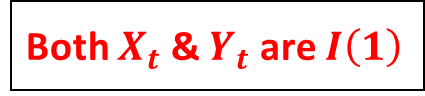 Both Xₜ & Yₜ are I(1)